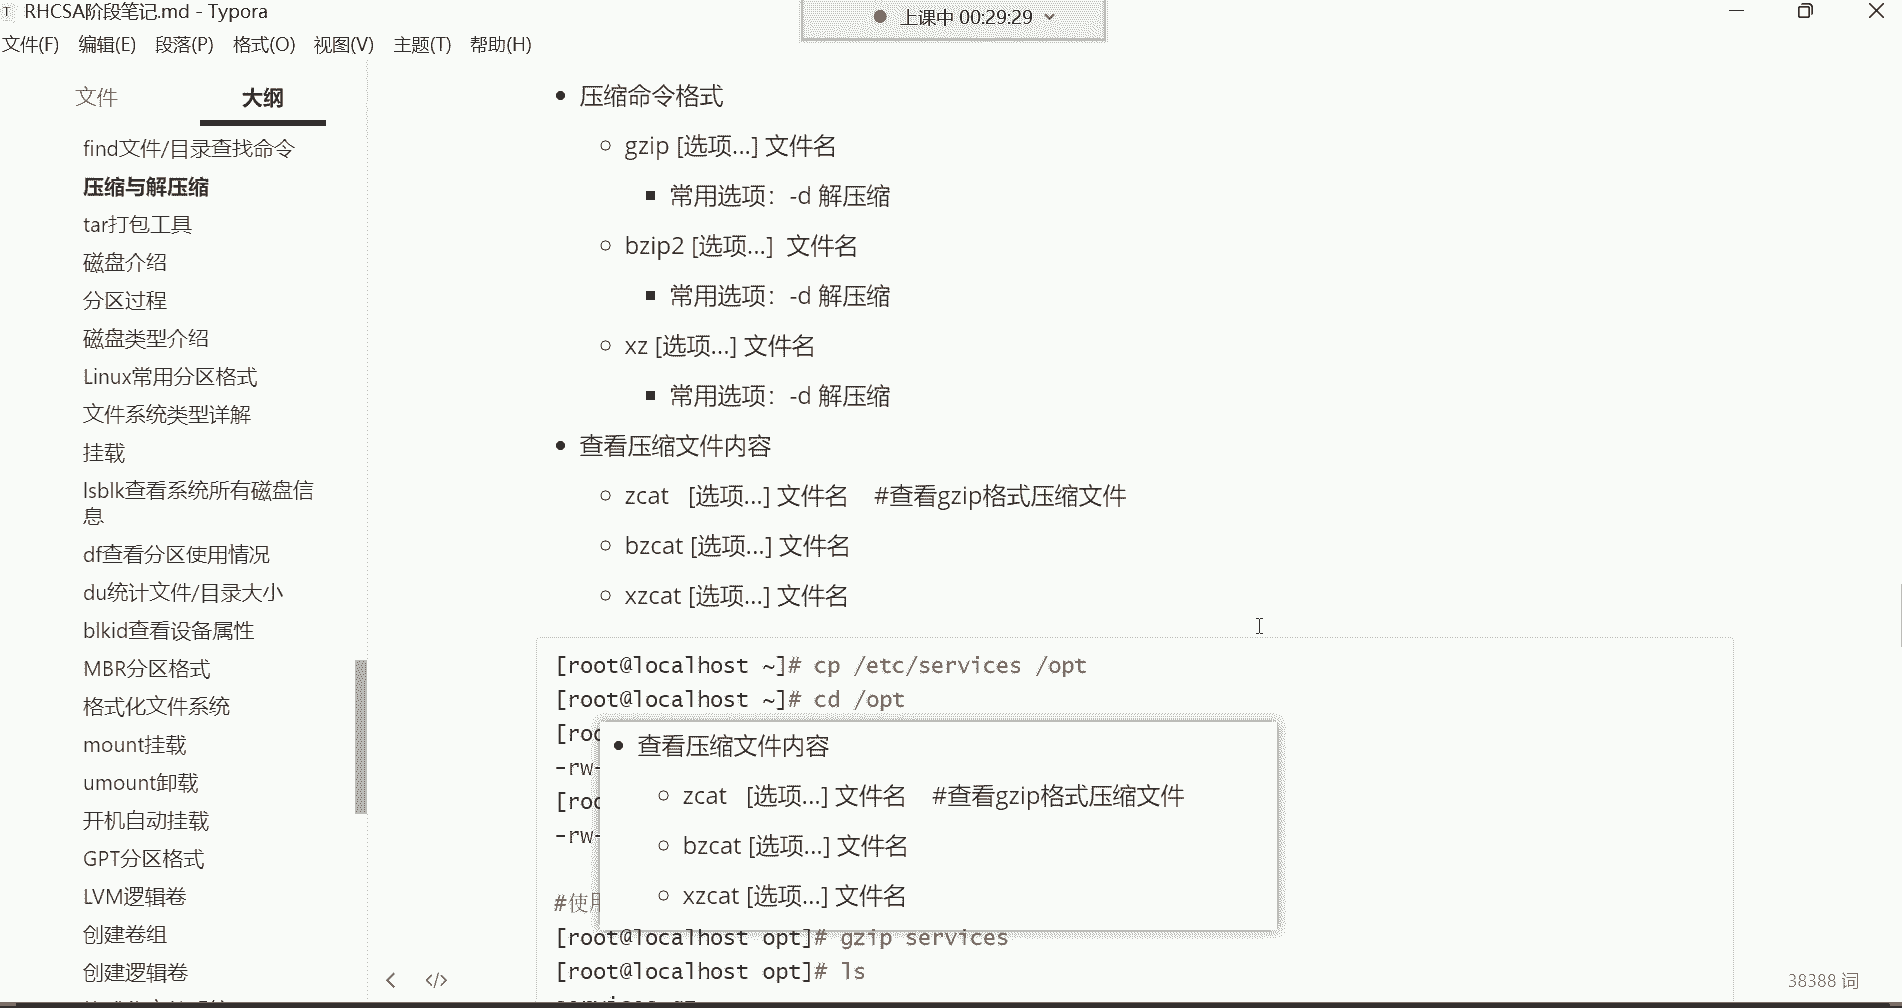 RHCSA阶段笔记.md - Typora
上课中 00:29:29
文件(F) 编辑(E) 段落(P) 格式(O) 视图(V) 主题(T) 帮助(H)
文件 大纲
find文件/目录查找命令
压缩与解压缩
tar打包工具
磁盘介绍
分区过程
磁盘类型介绍
Linux常用分区格式
文件系统类型详解
挂载
lsblk查看系统所有磁盘信
息
df查看分区使用情况
du统计文件/目录大小
blkid查看设备属性
MBR分区格式
格式化文件系统
mount挂载
umount卸载
开机自动挂载
GPT分区格式
LVM逻辑卷
创建卷组
创建逻辑卷
压缩命令格式
gzip [选项...] 文件名
常用选项：-d 解压缩
bzip2 [选项...] 文件名
常用选项：-d 解压缩
xz [选项...] 文件名
常用选项：-d 解压缩
查看压缩文件内容
zcat [选项...] 文件名 #查看gzip格式压缩文件
bzcat [选项...] 文件名
xzcat [选项...] 文件名
[root@localhost ~]# cp /etc/services /opt
[root@localhost ~]# cd /opt
[roo
-rw-
[roo
-rw-
#使用
查看压缩文件内容
zcat [选项...] 文件名 #查看gzip格式压缩文件
bzcat [选项...] 文件名
xzcat [选项...] 文件名
[root@localhost opt]# gzip services
[root@localhost opt]# ls
38388 词